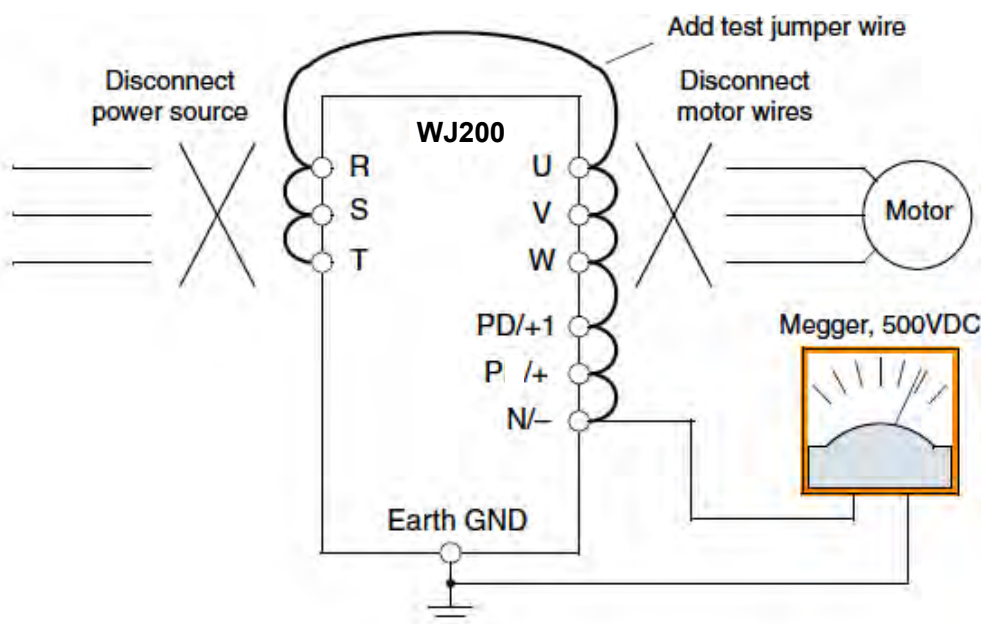 Add test jumper wire
Disconnect
power source
Disconnect
motor wires
WJ200
R
U
S
V
Motor
T
W
PD/+1
Megger, 500VDC
P /+
N/–
Earth GND